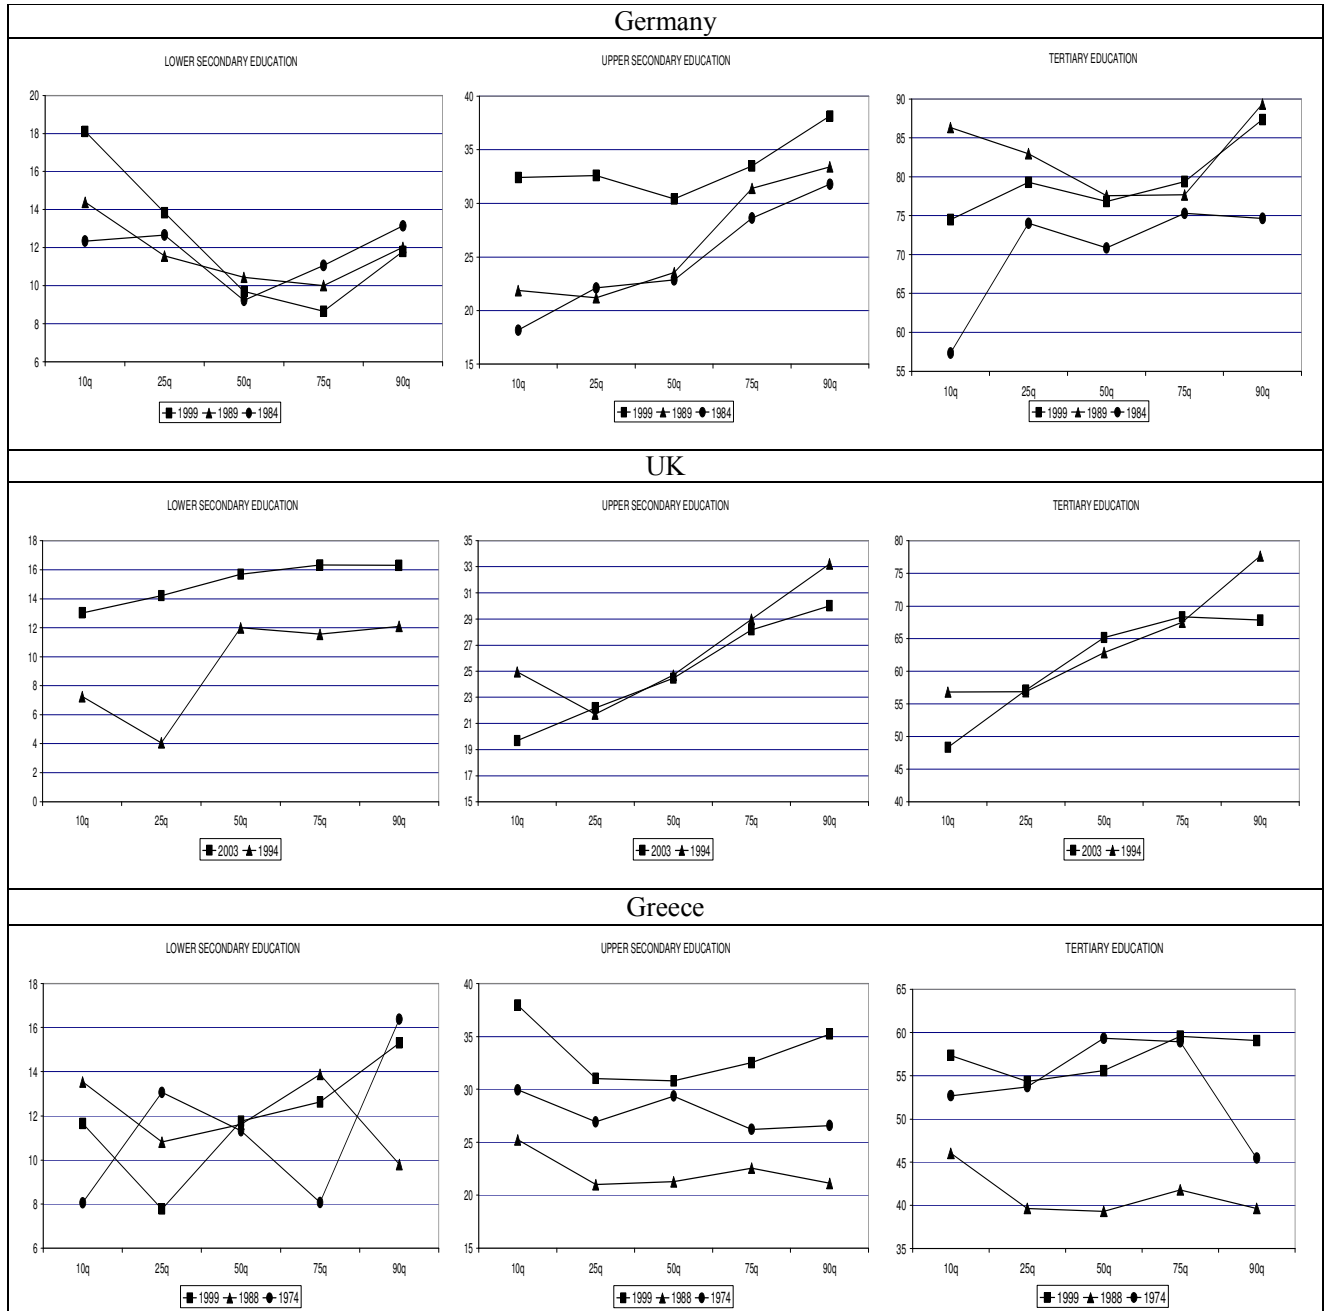 Germany
LOWER SECONDARY EDUCATION
20
18
16
14
12
10
8
6
10q 25q 50q 75q 90q
1999 1989 1984
UPPER SECONDARY EDUCATION
40
35
30
25
20
15
10q 25q 50q 75q 90q
1999 1989 1984
TERTIARY EDUCATION
90
85
80
75
70
65
60
55
10q 25q 50q 75q 90q
1999 1989 1984
UK
LOWER SECONDARY EDUCATION
18
16
14
12
10
8
6
4
2
0
10q 25q 50q 75q 90q
2003 1994
UPPER SECONDARY EDUCATION
35
33
31
29
27
25
23
21
19
17
15
10q 25q 50q 75q 90q
2003 1994
TERTIARY EDUCATION
80
75
70
65
60
55
50
45
40
10q 25q 50q 75q 90q
2003 1994
Greece
LOWER SECONDARY EDUCATION
18
16
14
12
10
8
6
10q 25q 50q 75q 90q
1999 1988 1974
UPPER SECONDARY EDUCATION
40
35
30
25
20
15
10q 25q 50q 75q 90q
1999 1988 1974
TERTIARY EDUCATION
65
60
55
50
45
40
35
10q 25q 50q 75q 90q
1999 1988 1974